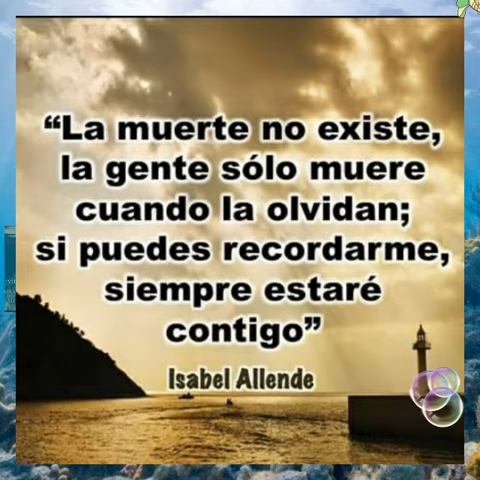 “La muerte no existe,
la gente sólo muere
cuando la olvidan;
si puedes recordarme,
siempre estaré
contigo”
Isabel Allende